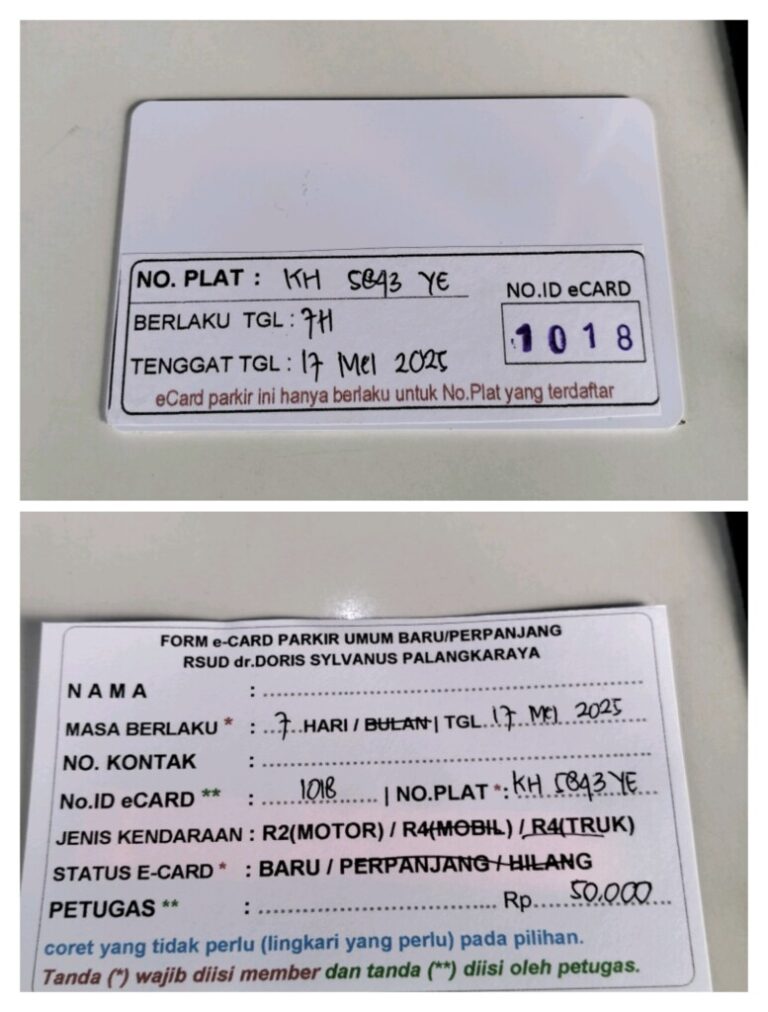 NO. PLAT : KH 5843 YE
NO.ID eCARD
BERLAKU TGL : 7H
1018
TENGGAT TGL : 17 MEI 2025
eCard parkir ini hanya berlaku untuk No.Plat yang terdaftar
FORM e-CARD PARKIR UMUM BARU/PERPANJANG
RSUD dr.DORIS SYLVANUS PALANGKARAYA
N A M A : 
MASA BERLAKU * : 7 HARI / BULAN | TGL 17 MEI 2025
NO. KONTAK :
No.ID eCARD ** : 1018 | NO.PLAT * : KH 5843 YE
JENIS KENDARAAN : R2(MOTOR) / R4(MOBIL) / R4(TRUK)
STATUS E-CARD * : BARU / PERPANJANG / HILANG
PETUGAS ** : Rp. 50.000
coret yang tidak perlu (lingkari yang perlu) pada pilihan.
Tanda (*) wajib diisi member dan tanda (**) diisi oleh petugas.